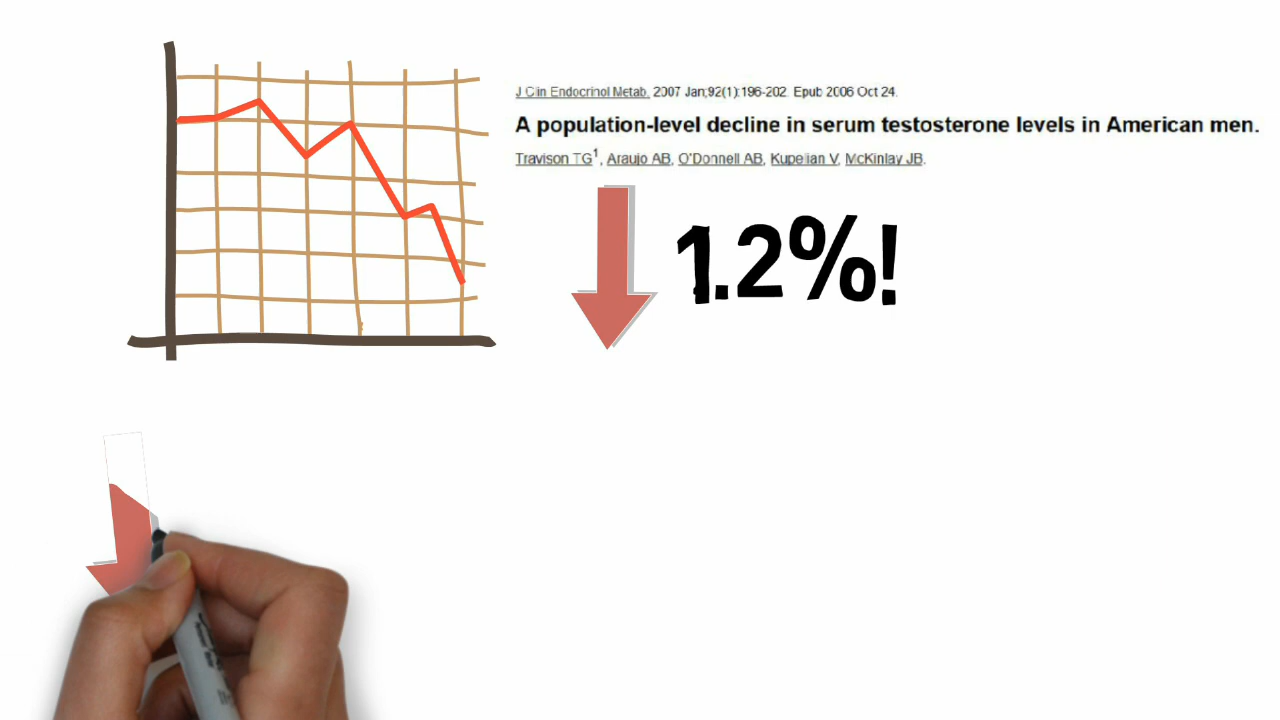 J Clin Endocrinol Metab. 2007 Jan;92(1):196-202. Epub 2006 Oct 24.
A population-level decline in serum testosterone levels in American men.
Travison TG1, Araujo AB, O'Donnell AB, Kupelian V, McKinlay JB.
1.2%!